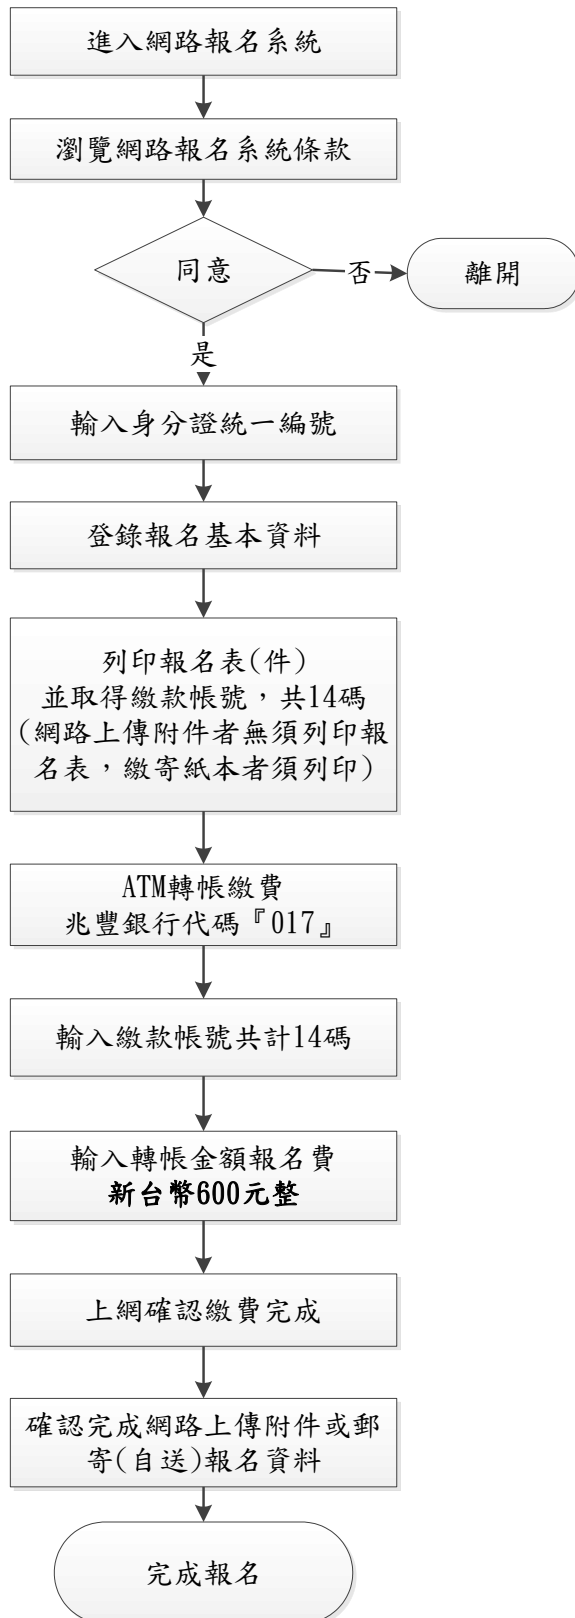 進入網路報名系統
瀏覽網路報名系統條款
同意
否
離開
是
輸入身分證統一編號
登錄報名基本資料
列印報名表(件)
並取得繳款帳號，共14碼
(網路上傳附件者無須列印報
名表，繳寄紙本者須列印)
ATM轉帳繳費
兆豐銀行代碼『017』
輸入繳款帳號共計14碼
輸入轉帳金額報名費
新台幣600元整
上網確認繳費完成
確認完成網路上傳附件或郵
寄(自送)報名資料
完成報名